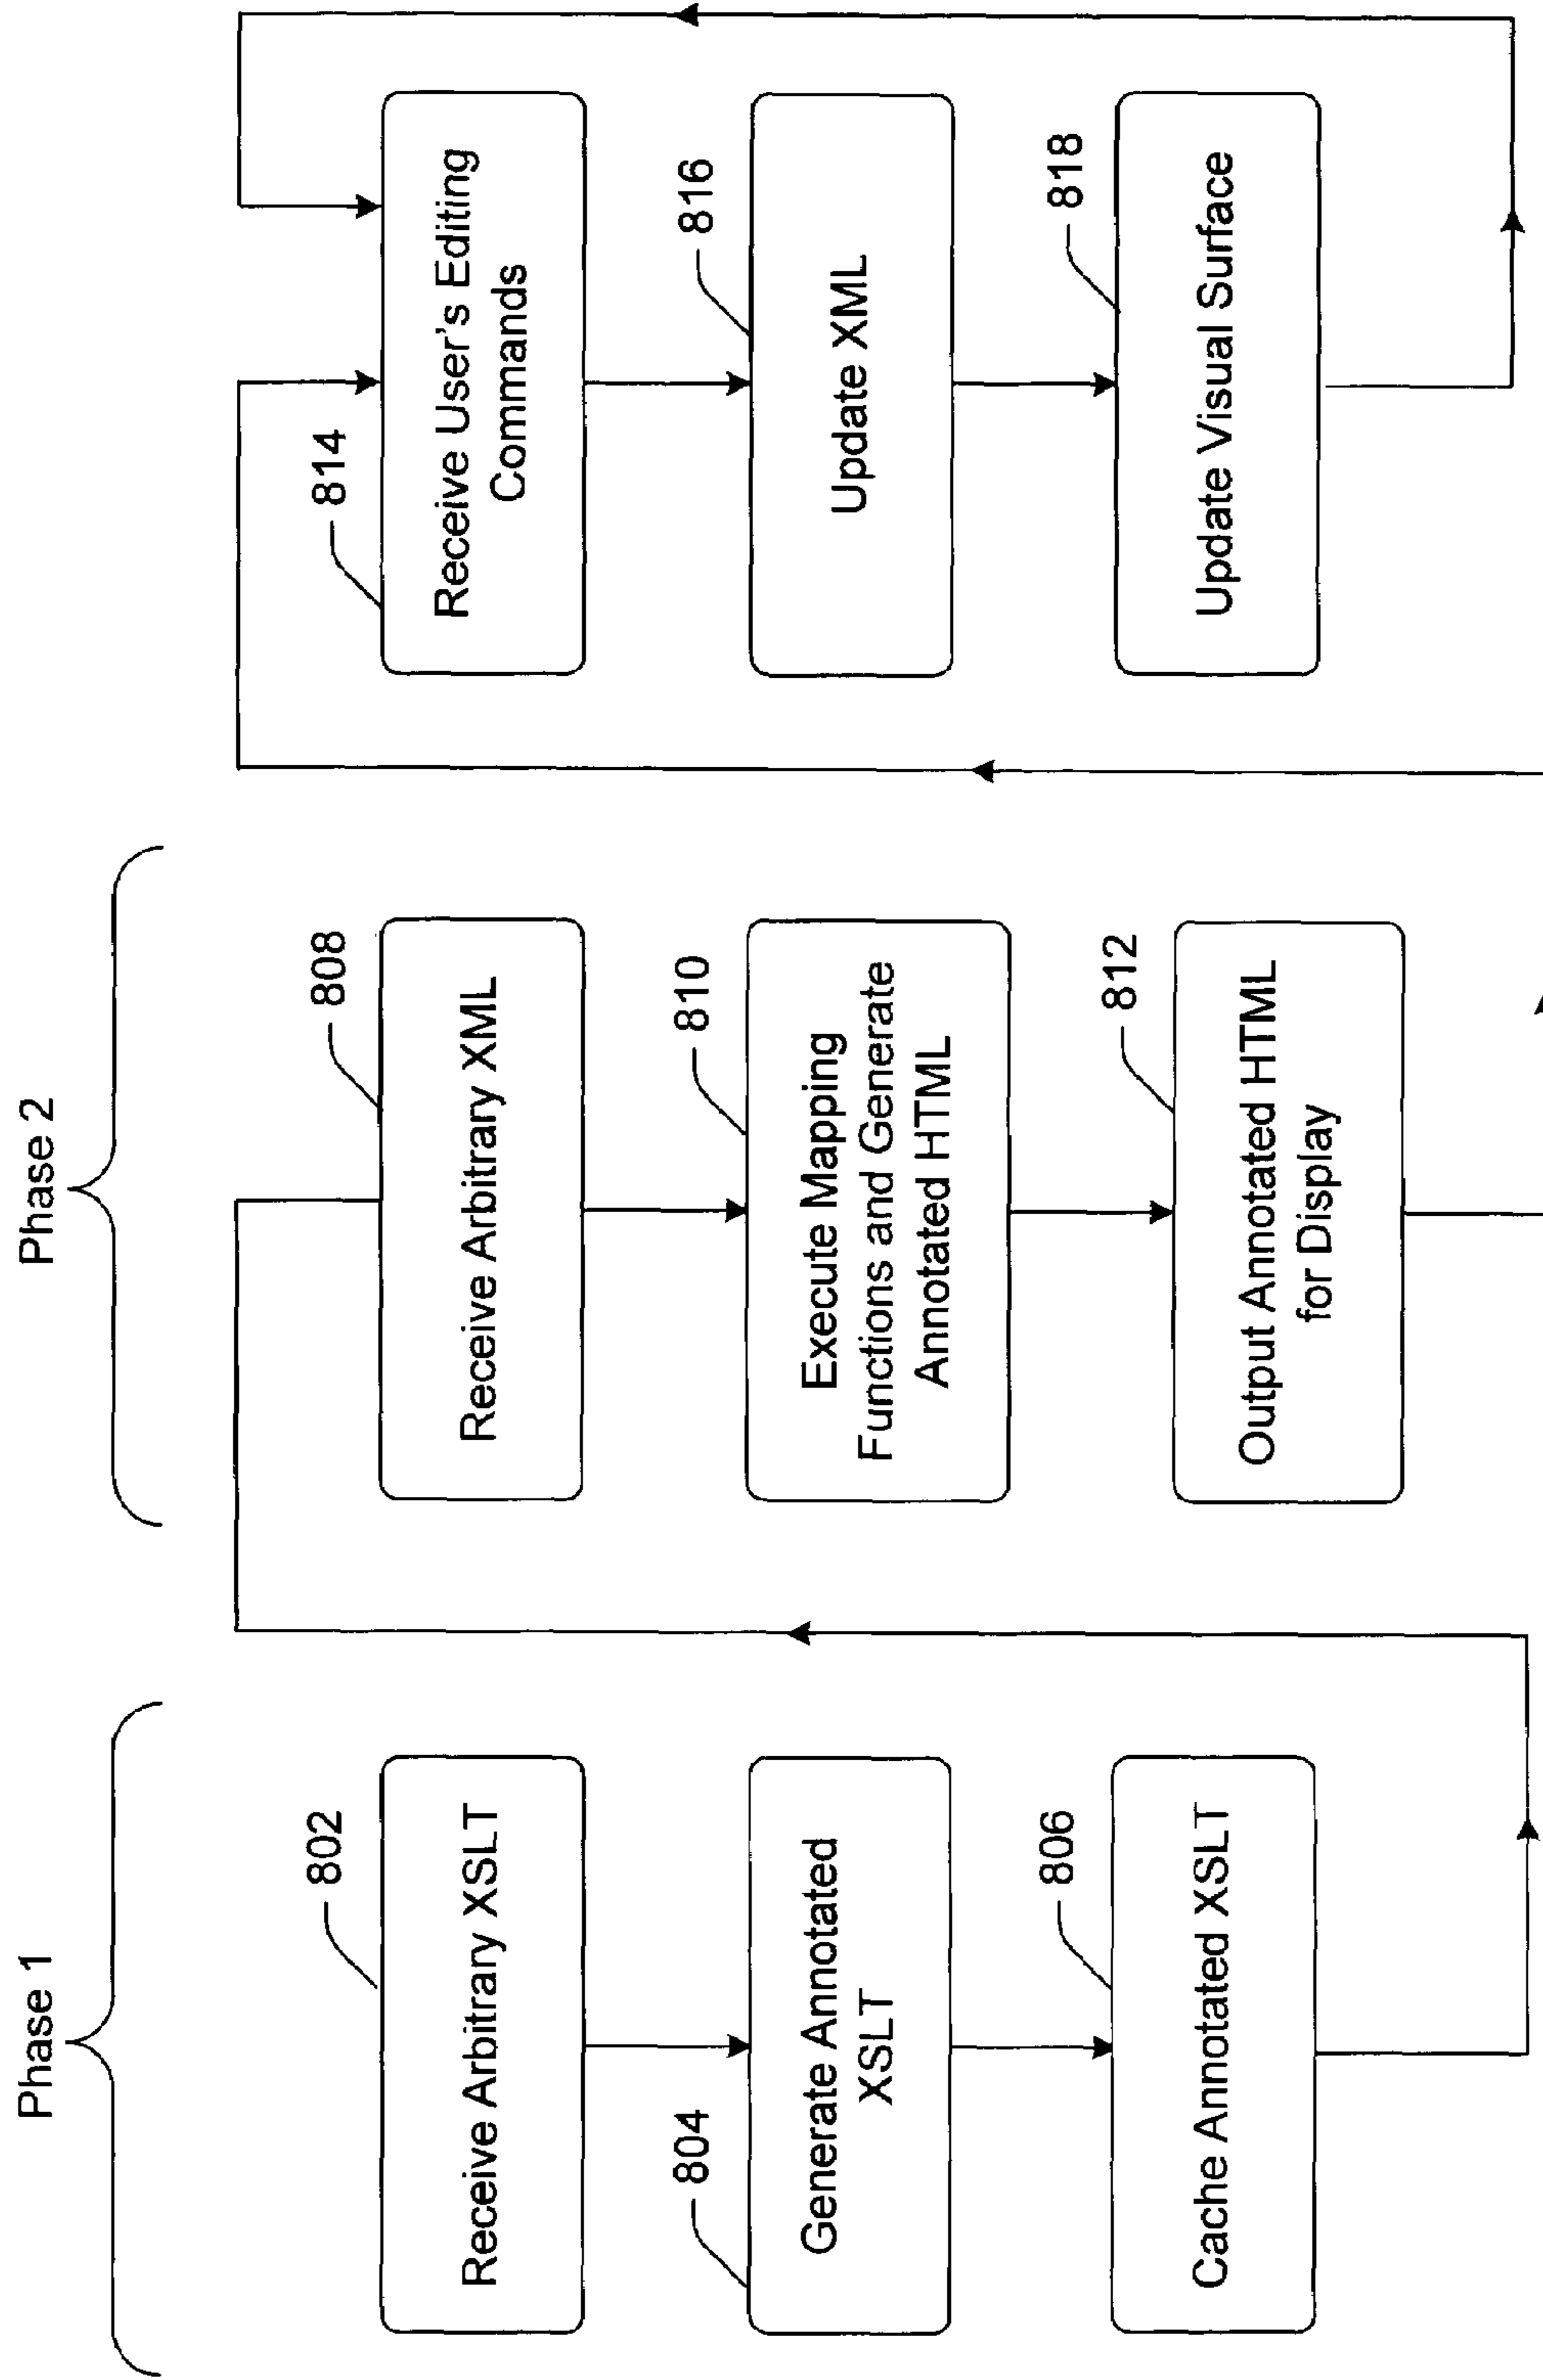 Phase 1
802
Receive Arbitrary XSLT
804
Generate Annotated
XSLT
806
Cache Annotated XSLT
Phase 2
808
Receive Arbitrary XML
810
Execute Mapping
Functions and Generate
Annotated HTML
812
Output Annotated HTML
for Display
814
Receive User's Editing
Commands
816
Update XML
818
Update Visual Surface